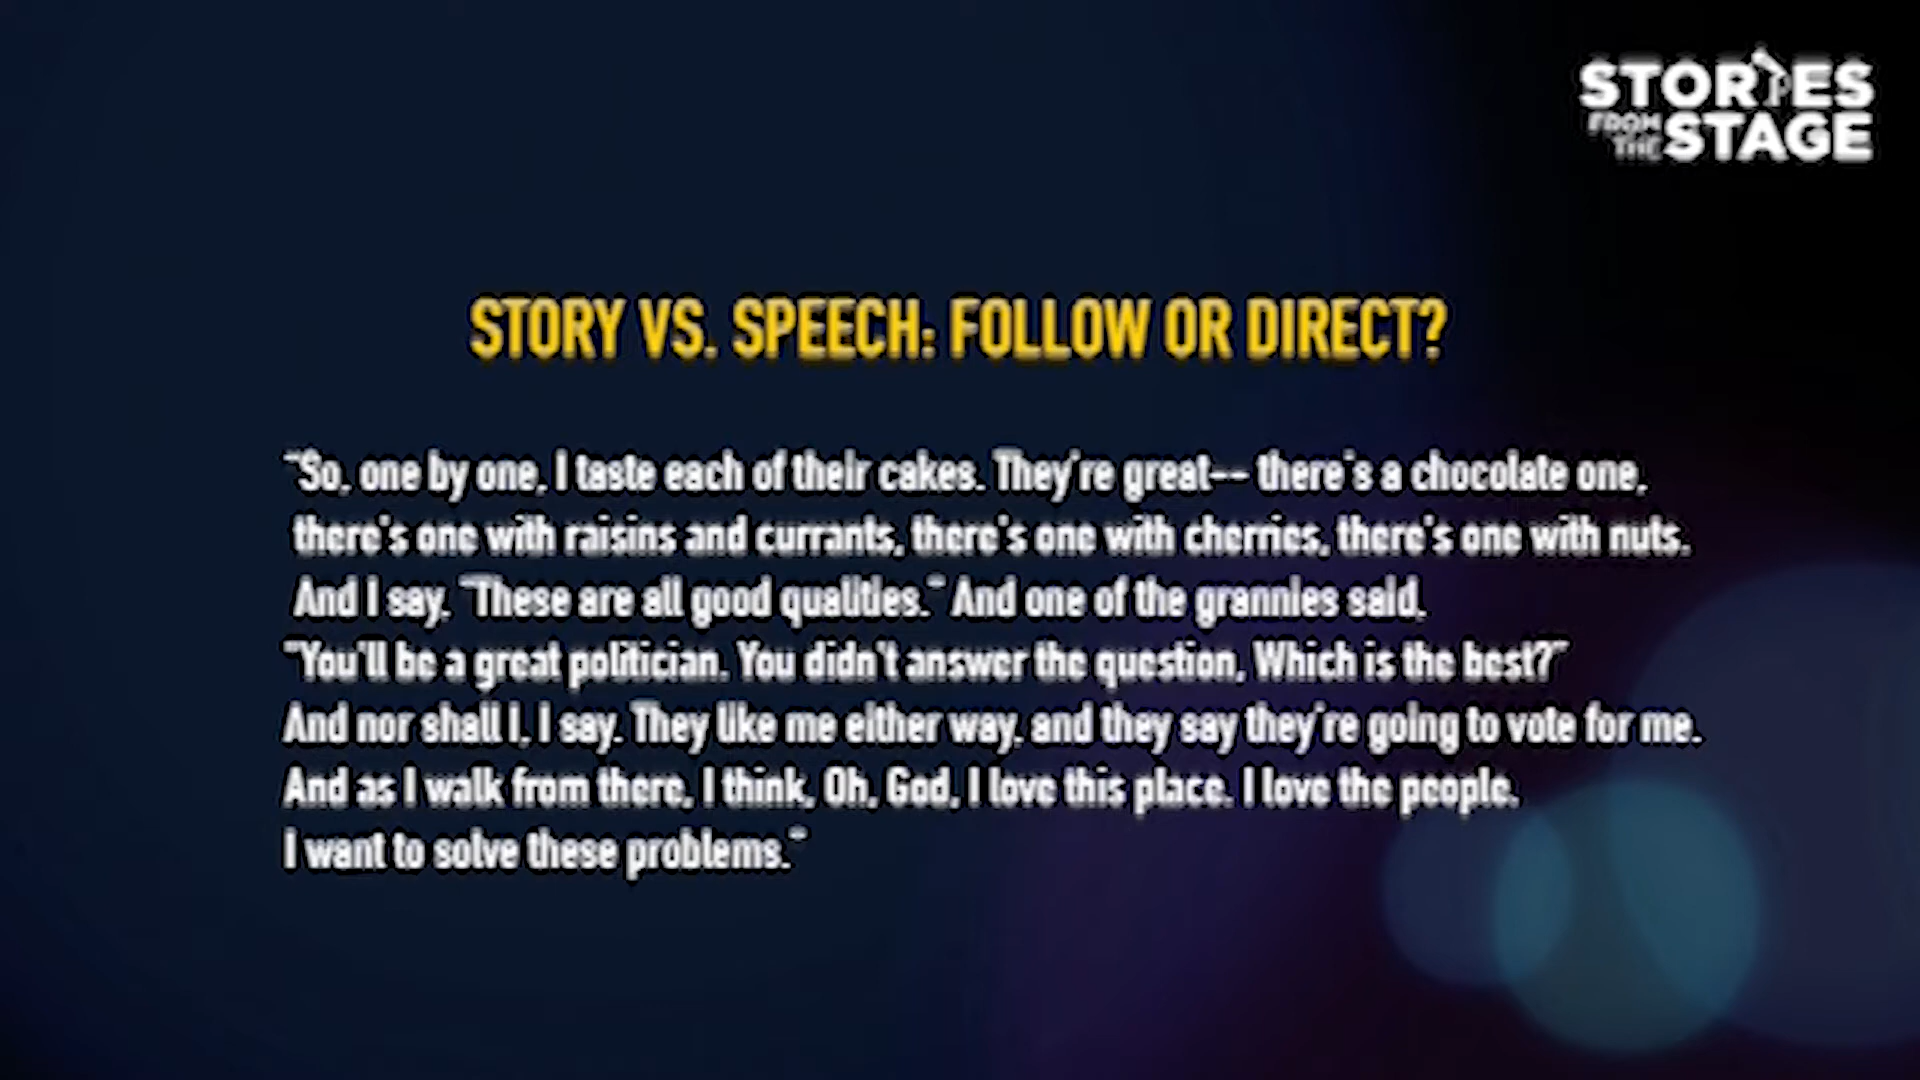 STORIES
FROM THE STAGE
STORY VS. SPEECH: FOLLOW OR DIRECT?
"So, one by one, I taste each of their cakes. They're great-- there's a chocolate one,
there's one with raisins and currants, there's one with cherries, there's one with nuts.
And I say, "These are all good qualities." And one of the grannies said,
"You'll be a great politician. You didn't answer the question, Which is the best?"
And nor shall I, I say. They like me either way, and they say they're going to vote for me.
And as I walk from there, I think, Oh, God, I love this place. I love the people.
I want to solve these problems."